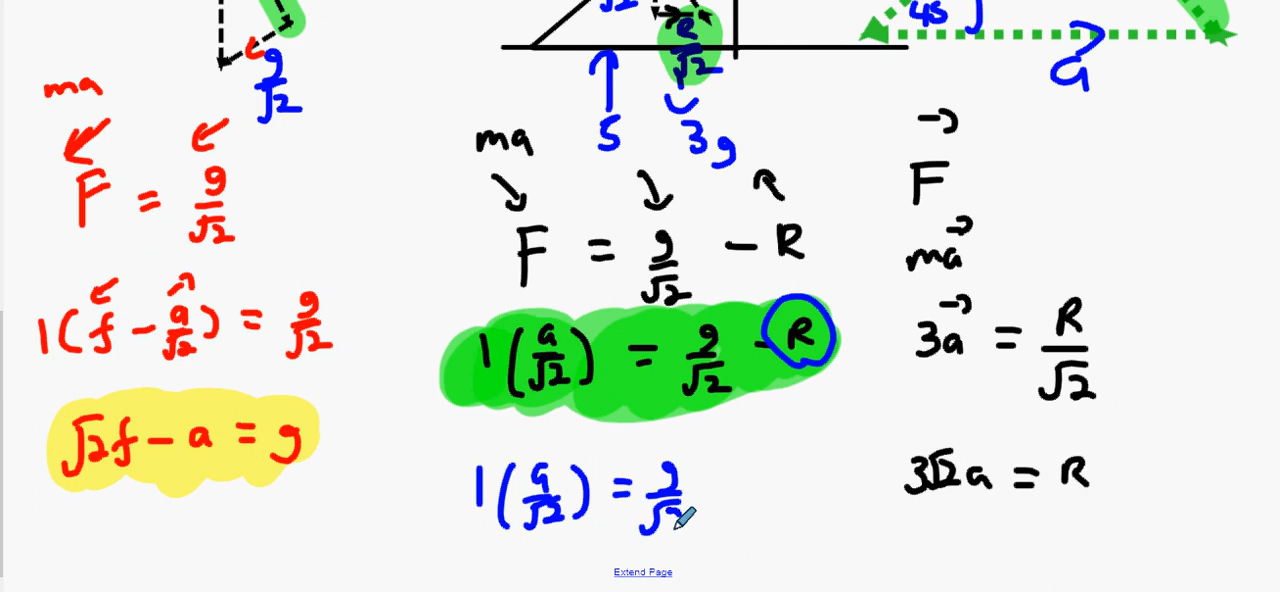 √2
R/√2
45
g/√2
a
5
3g
ma
F = g/√2
1(f - a/√2) = g/√2
√2f - a = g
ma
F = g/√2 - R
1(a/√2) = g/√2 - R
1(a/√2) = g/√2
F
ma
3a = R/√2
3√2a = R
Extend Page